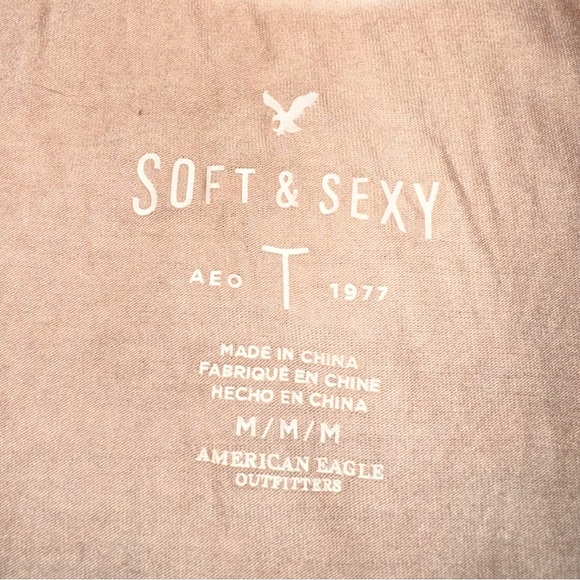 SOFT & SEXY
AEO T 1977
MADE IN CHINA
FABRIQUÉ EN CHINE
HECHO EN CHINA
M/M/M
AMERICAN EAGLE
OUTFITTERS